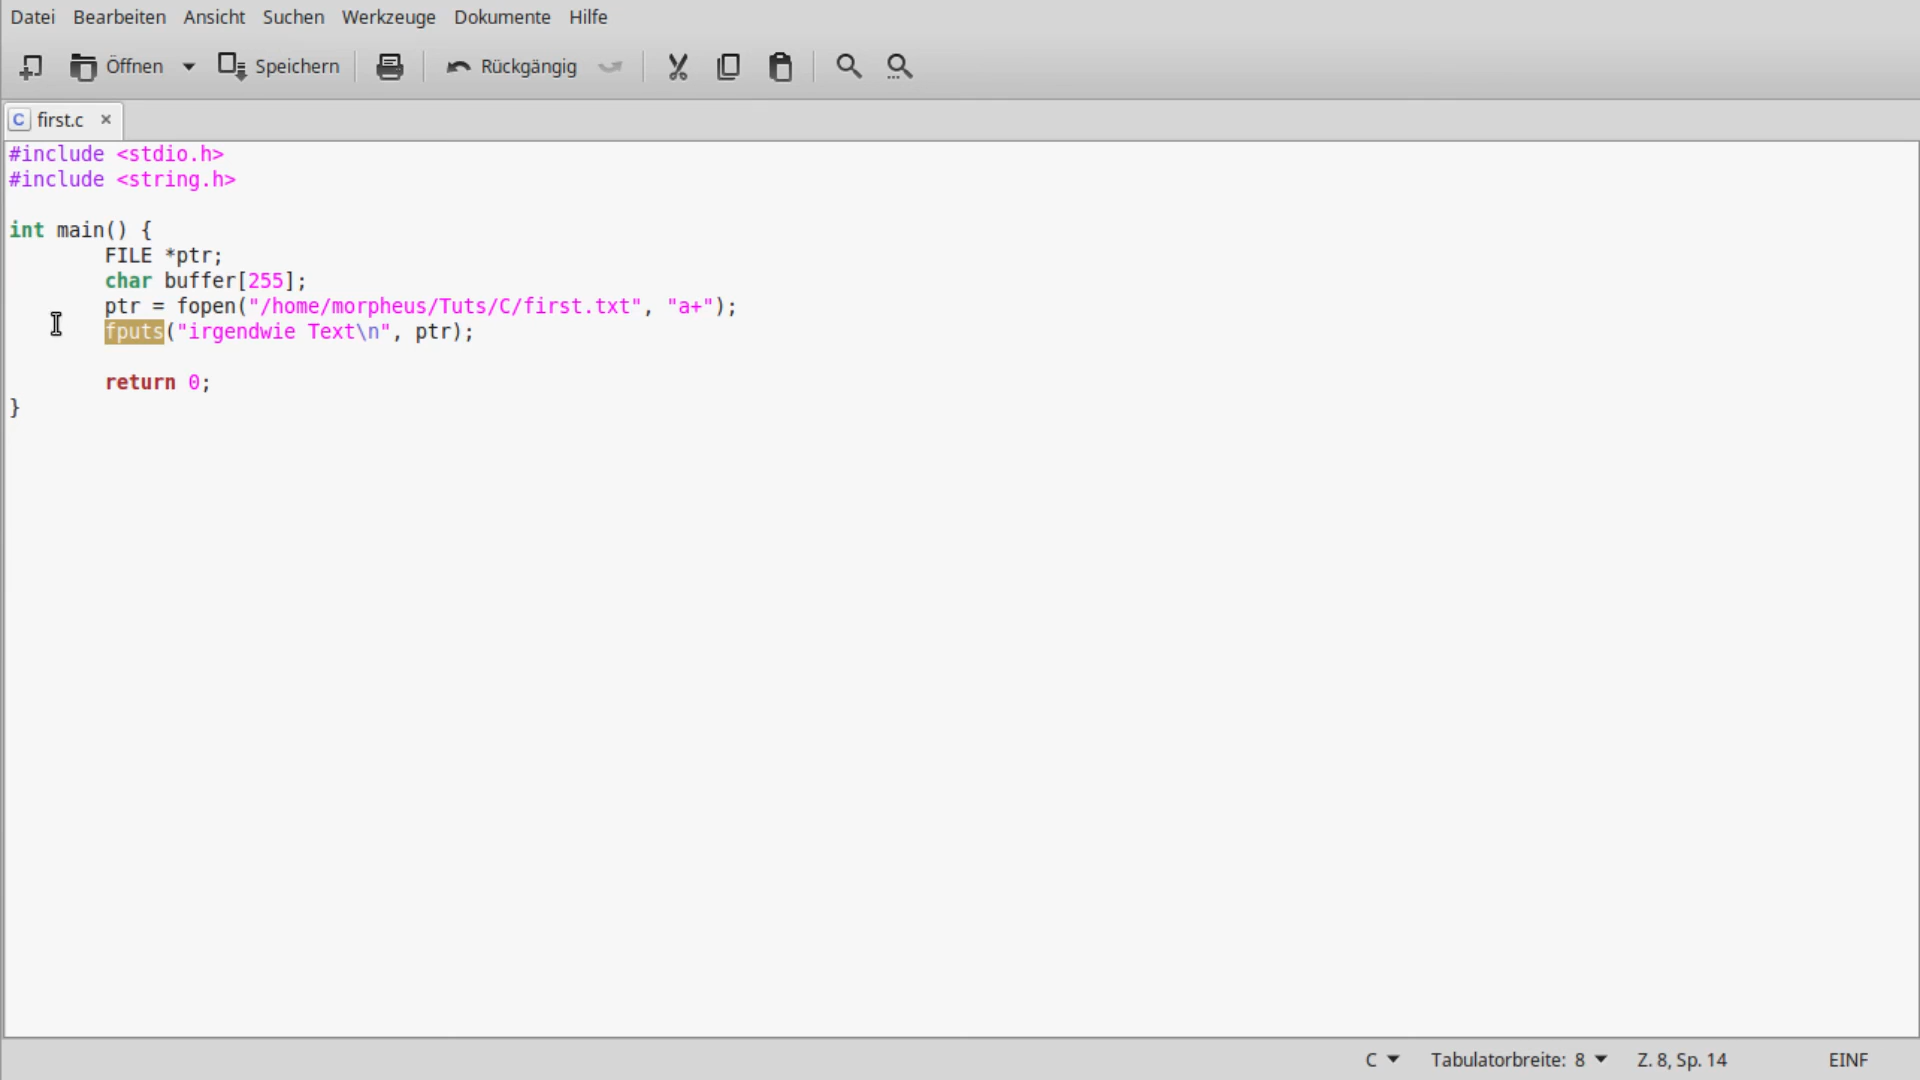 Datei Bearbeiten Ansicht Suchen Werkzeuge Dokumente Hilfe
Öffnen Speichern Rückgängig
C first.c ×
#include <stdio.h>
#include <string.h>
int main() {
FILE *ptr;
char buffer[255];
ptr = fopen("/home/morpheus/Tuts/C/first.txt", "a+");
fputs("irgendwie Text\n", ptr);
return 0;
}
C Tabulatorbreite: 8 Z. 8, Sp. 14 EINF